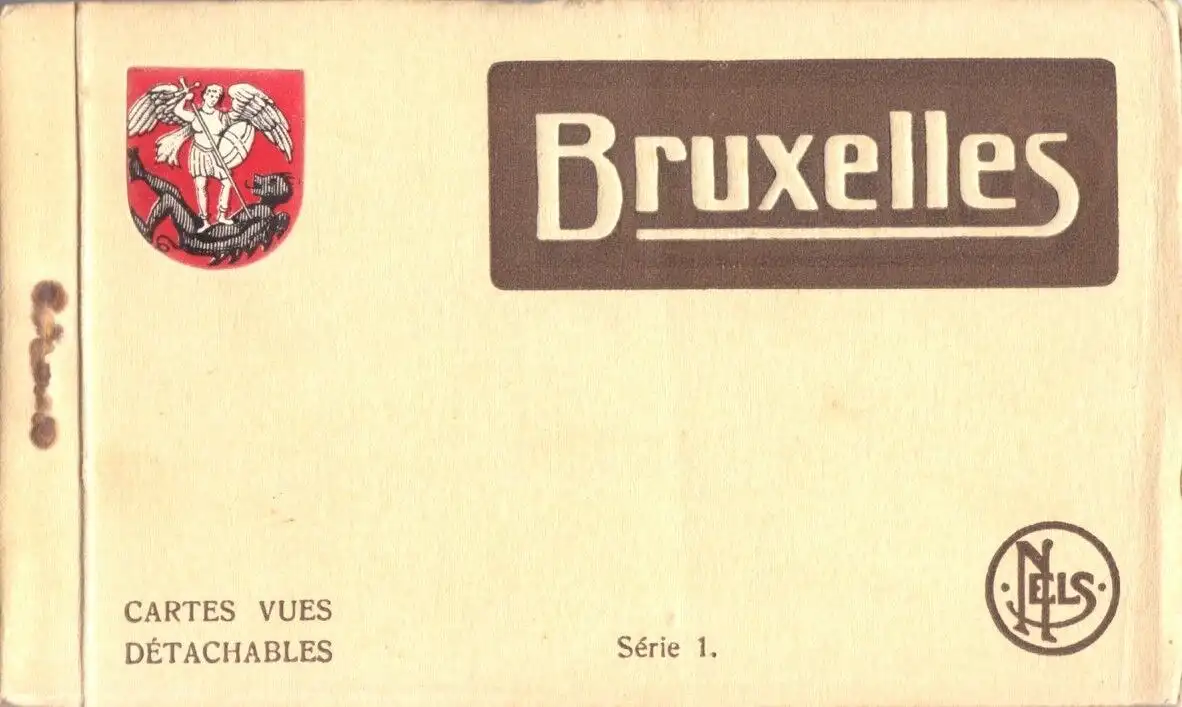 Bruxelles
CARTES VUES
DÉTACHABLES
Série 1.
NELS